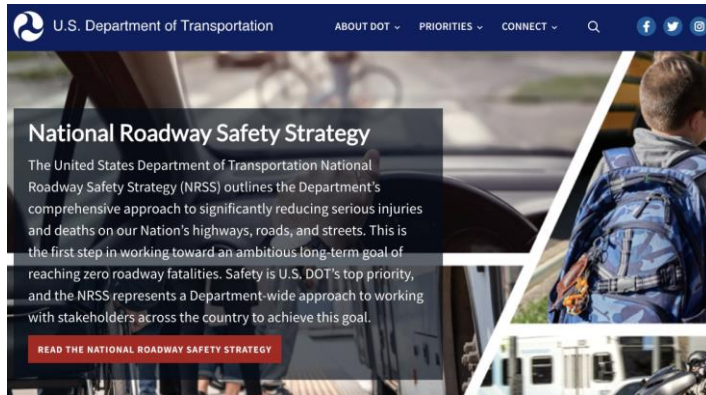 U.S. Department of Transportation
ABOUT DOT PRIORITIES CONNECT
National Roadway Safety Strategy
The United States Department of Transportation National
Roadway Safety Strategy (NRSS) outlines the Department's
comprehensive approach to significantly reducing serious injuries
and deaths on our Nation's highways, roads, and streets. This is
the first step in working toward an ambitious long-term goal of
reaching zero roadway fatalities. Safety is U.S. DOT's top priority,
and the NRSS represents a Department-wide approach to working
with stakeholders across the country to achieve this goal.
READ THE NATIONAL ROADWAY SAFETY STRATEGY